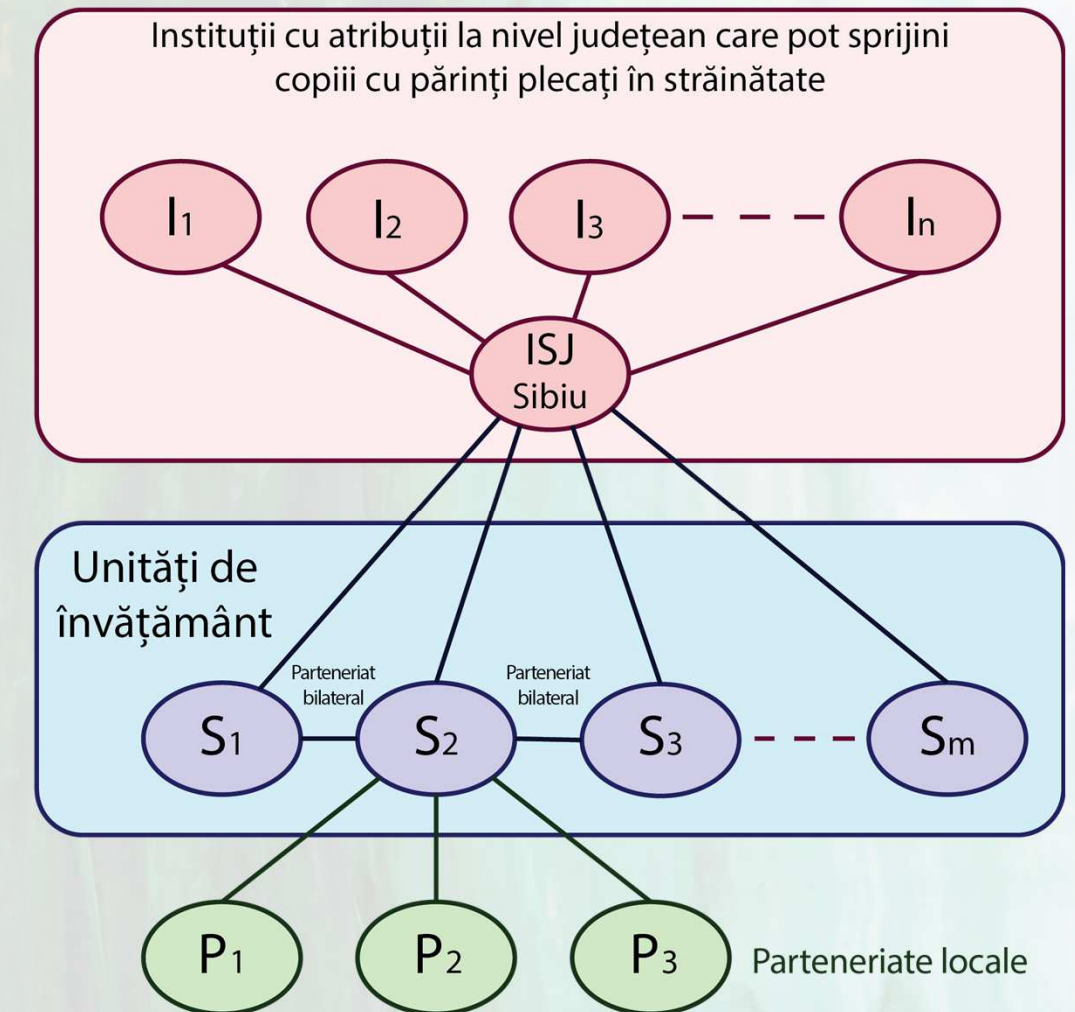 Instituții cu atribuții la nivel județean care pot sprijini
copiii cu părinți plecați în străinătate
I1
I2
I3
In
ISJ
Sibiu
Unități de
învățământ
Parteneriat
bilateral
Parteneriat
bilateral
S1
S2
S3
Sm
P1
P2
P3
Parteneriate locale